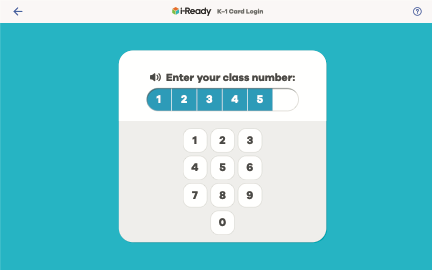 i-Ready K–1 Card Login
Enter your class number:
1 2 3 4 5
1 2 3
4 5 6
7 8 9
0